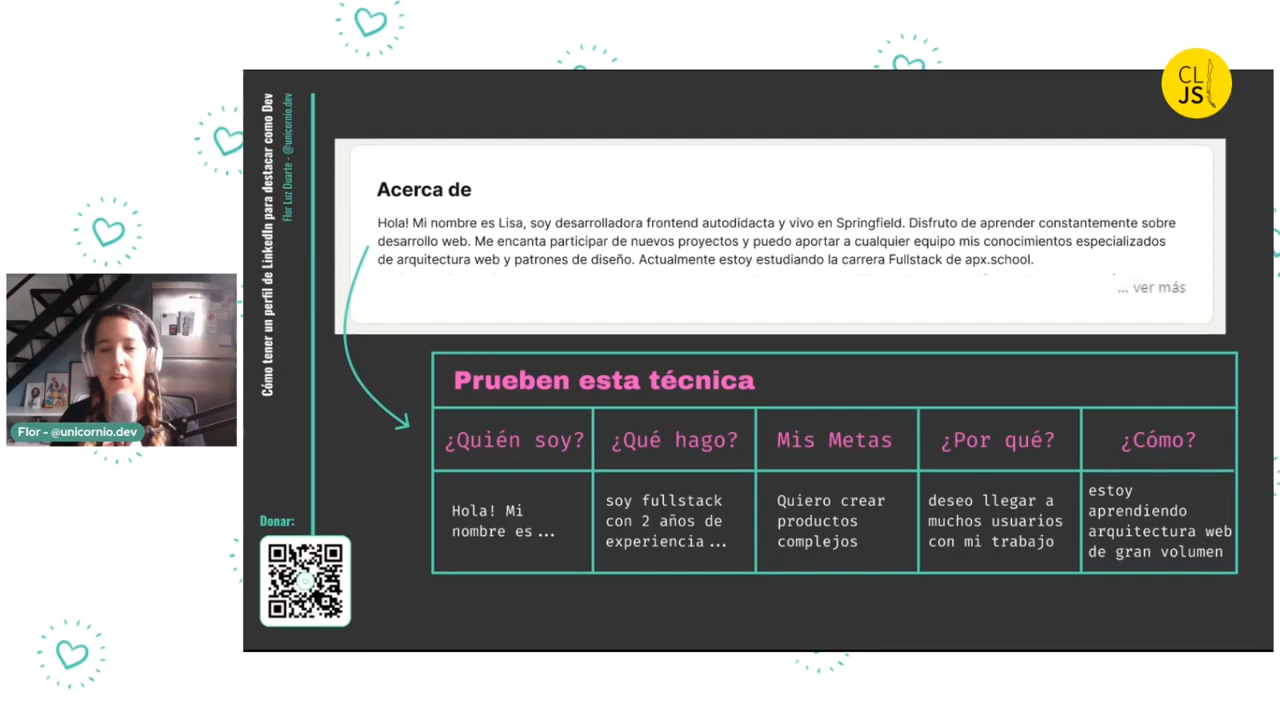 CL
JS
Cómo tener un perfil de LinkedIn para destacar como Dev
Flor Luz Duarte - @unicornio.dev
Acerca de
Hola! Mi nombre es Lisa, soy desarrolladora frontend autodidacta y vivo en Springfield. Disfruto de aprender constantemente sobre
desarrollo web. Me encanta participar de nuevos proyectos y puedo aportar a cualquier equipo mis conocimientos especializados
de arquitectura web y patrones de diseño. Actualmente estoy estudiando la carrera Fullstack de apx.school.
... ver más
Prueben esta técnica
¿Quién soy?
¿Qué hago?
Mis Metas
¿Por qué?
¿Cómo?
Hola! Mi
nombre es...
soy fullstack
con 2 años de
experiencia...
Quiero crear
productos
complejos
deseo llegar a
muchos usuarios
con mi trabajo
estoy
aprendiendo
arquitectura web
de gran volumen
Flor - @unicornio.dev
Donar: